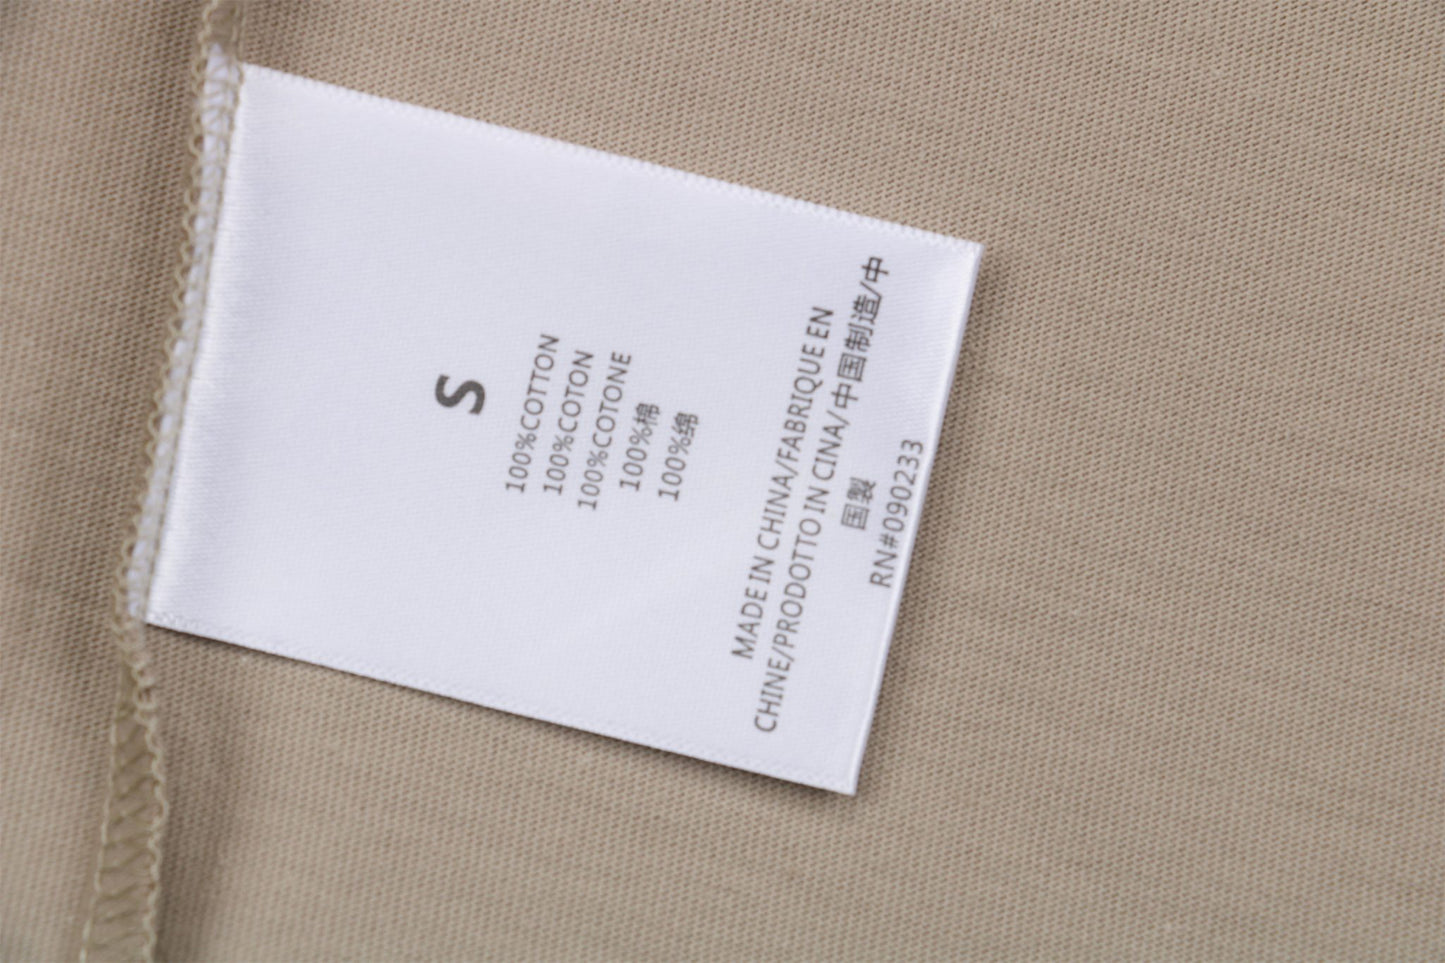 S
100%COTTON
100%COTON
100%COTONE
100%棉
100%绵
MADE IN CHINA/FABRIQUE EN
CHINE/PRODOTTO IN CINA/中国制造/中
国製
RN#090233